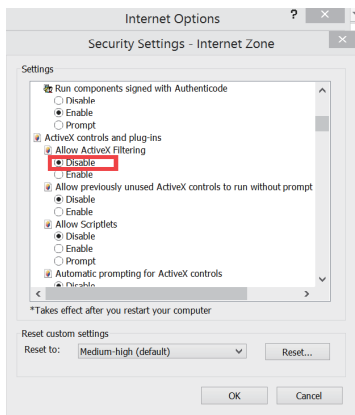 Internet Options
?
Security Settings - Internet Zone
Settings
Run components signed with Authenticode
Disable
Enable
Prompt
ActiveX controls and plug-ins
Allow ActiveX Filtering
Disable
Enable
Allow previously unused ActiveX controls to run without prompt
Disable
Enable
Allow Scriptlets
Disable
Enable
Prompt
Automatic prompting for ActiveX controls
Disable
*Takes effect after you restart your computer
Reset custom settings
Reset to: Medium-high (default) Reset...
OK Cancel